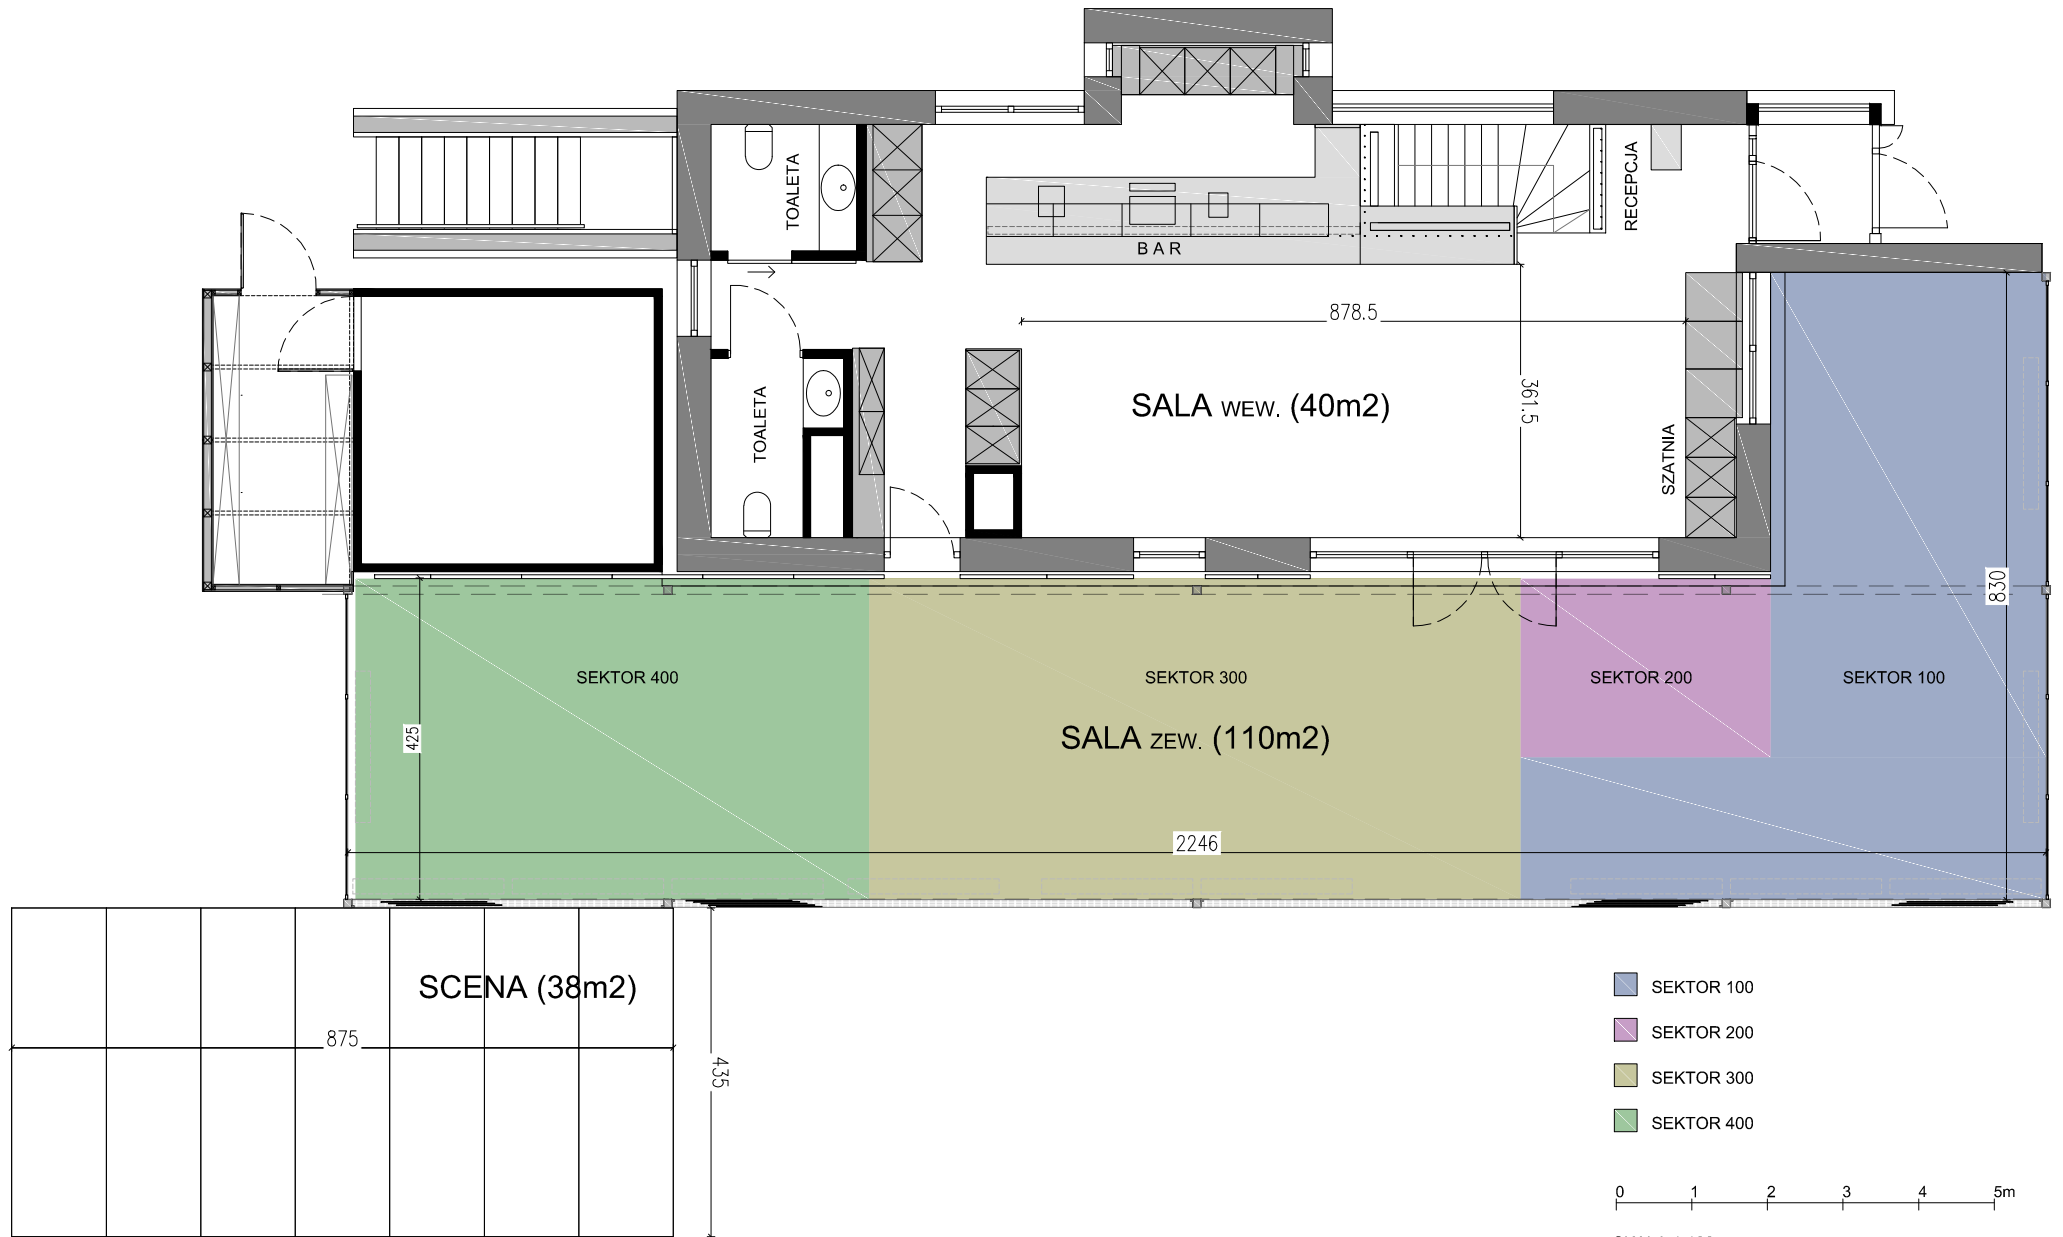 TOALETA
RECEPCJA
BAR
878.5
361.5
SALA WEW. (40m2)
TOALETA
SZATNIA
830
SEKTOR 400
SEKTOR 300
SEKTOR 200
SEKTOR 100
425
SALA ZEW. (110m2)
2246
SCENA (38m2)
875
435
SEKTOR 100
SEKTOR 200
SEKTOR 300
SEKTOR 400
0 1 2 3 4 5m